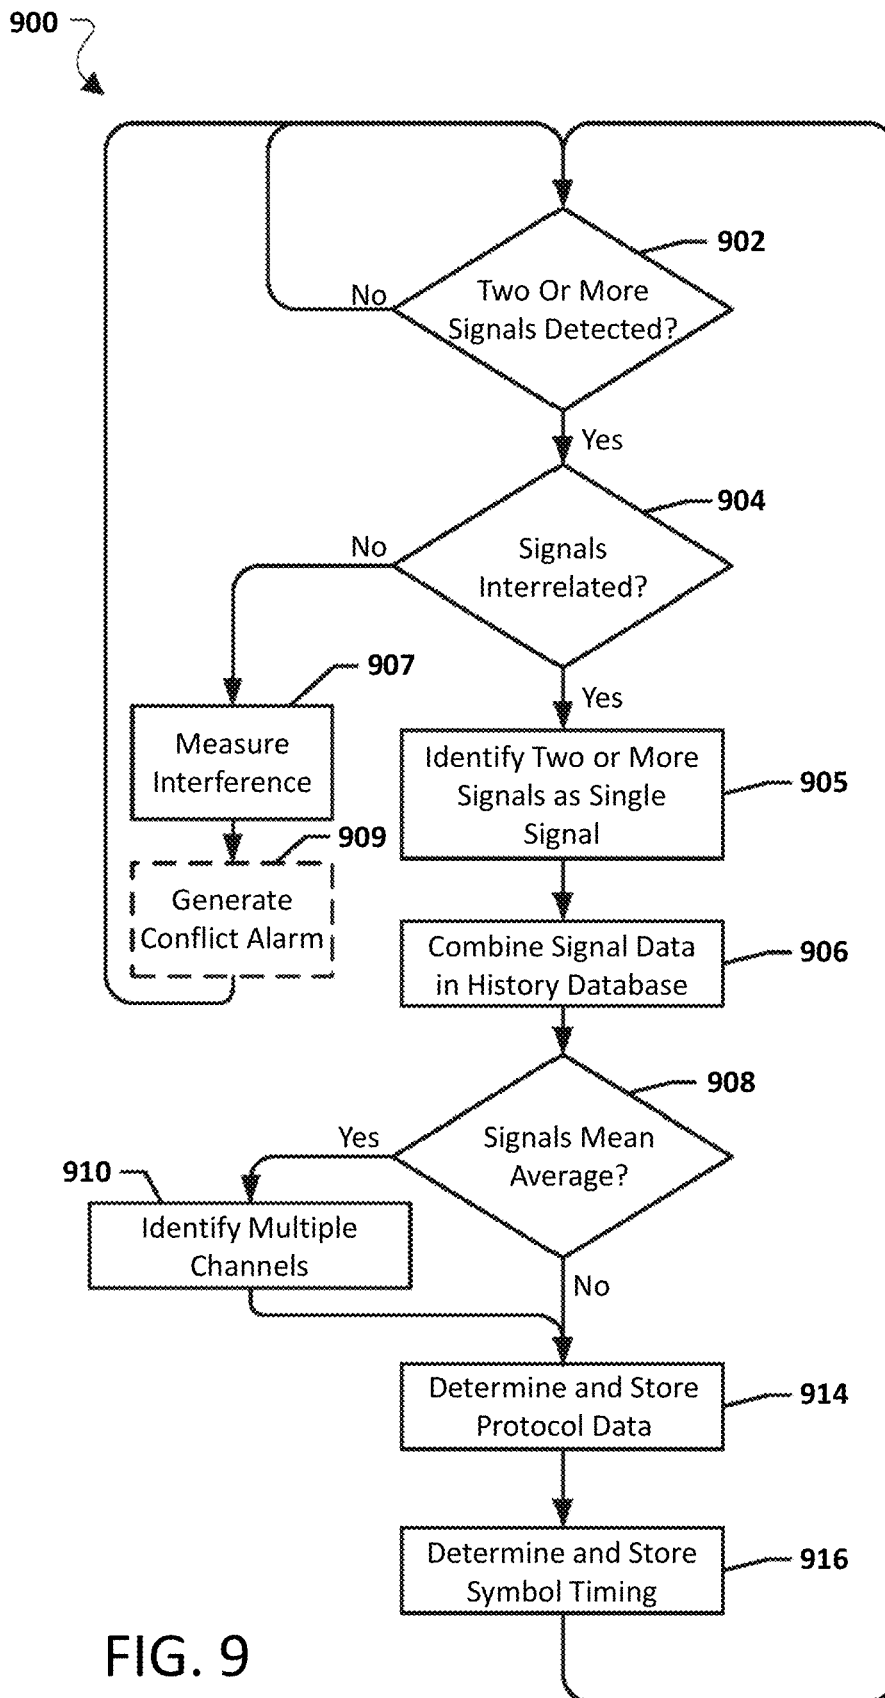 900
902
Two Or More
Signals Detected?
No
Yes
904
Signals
Interrelated?
No
Yes
907
Measure
Interference
909
Generate
Conflict Alarm
Identify Two or More
Signals as Single
Signal
905
Combine Signal Data
in History Database
906
908
Signals Mean
Average?
Yes
No
910
Identify Multiple
Channels
Determine and Store
Protocol Data
914
Determine and Store
Symbol Timing
916
FIG. 9